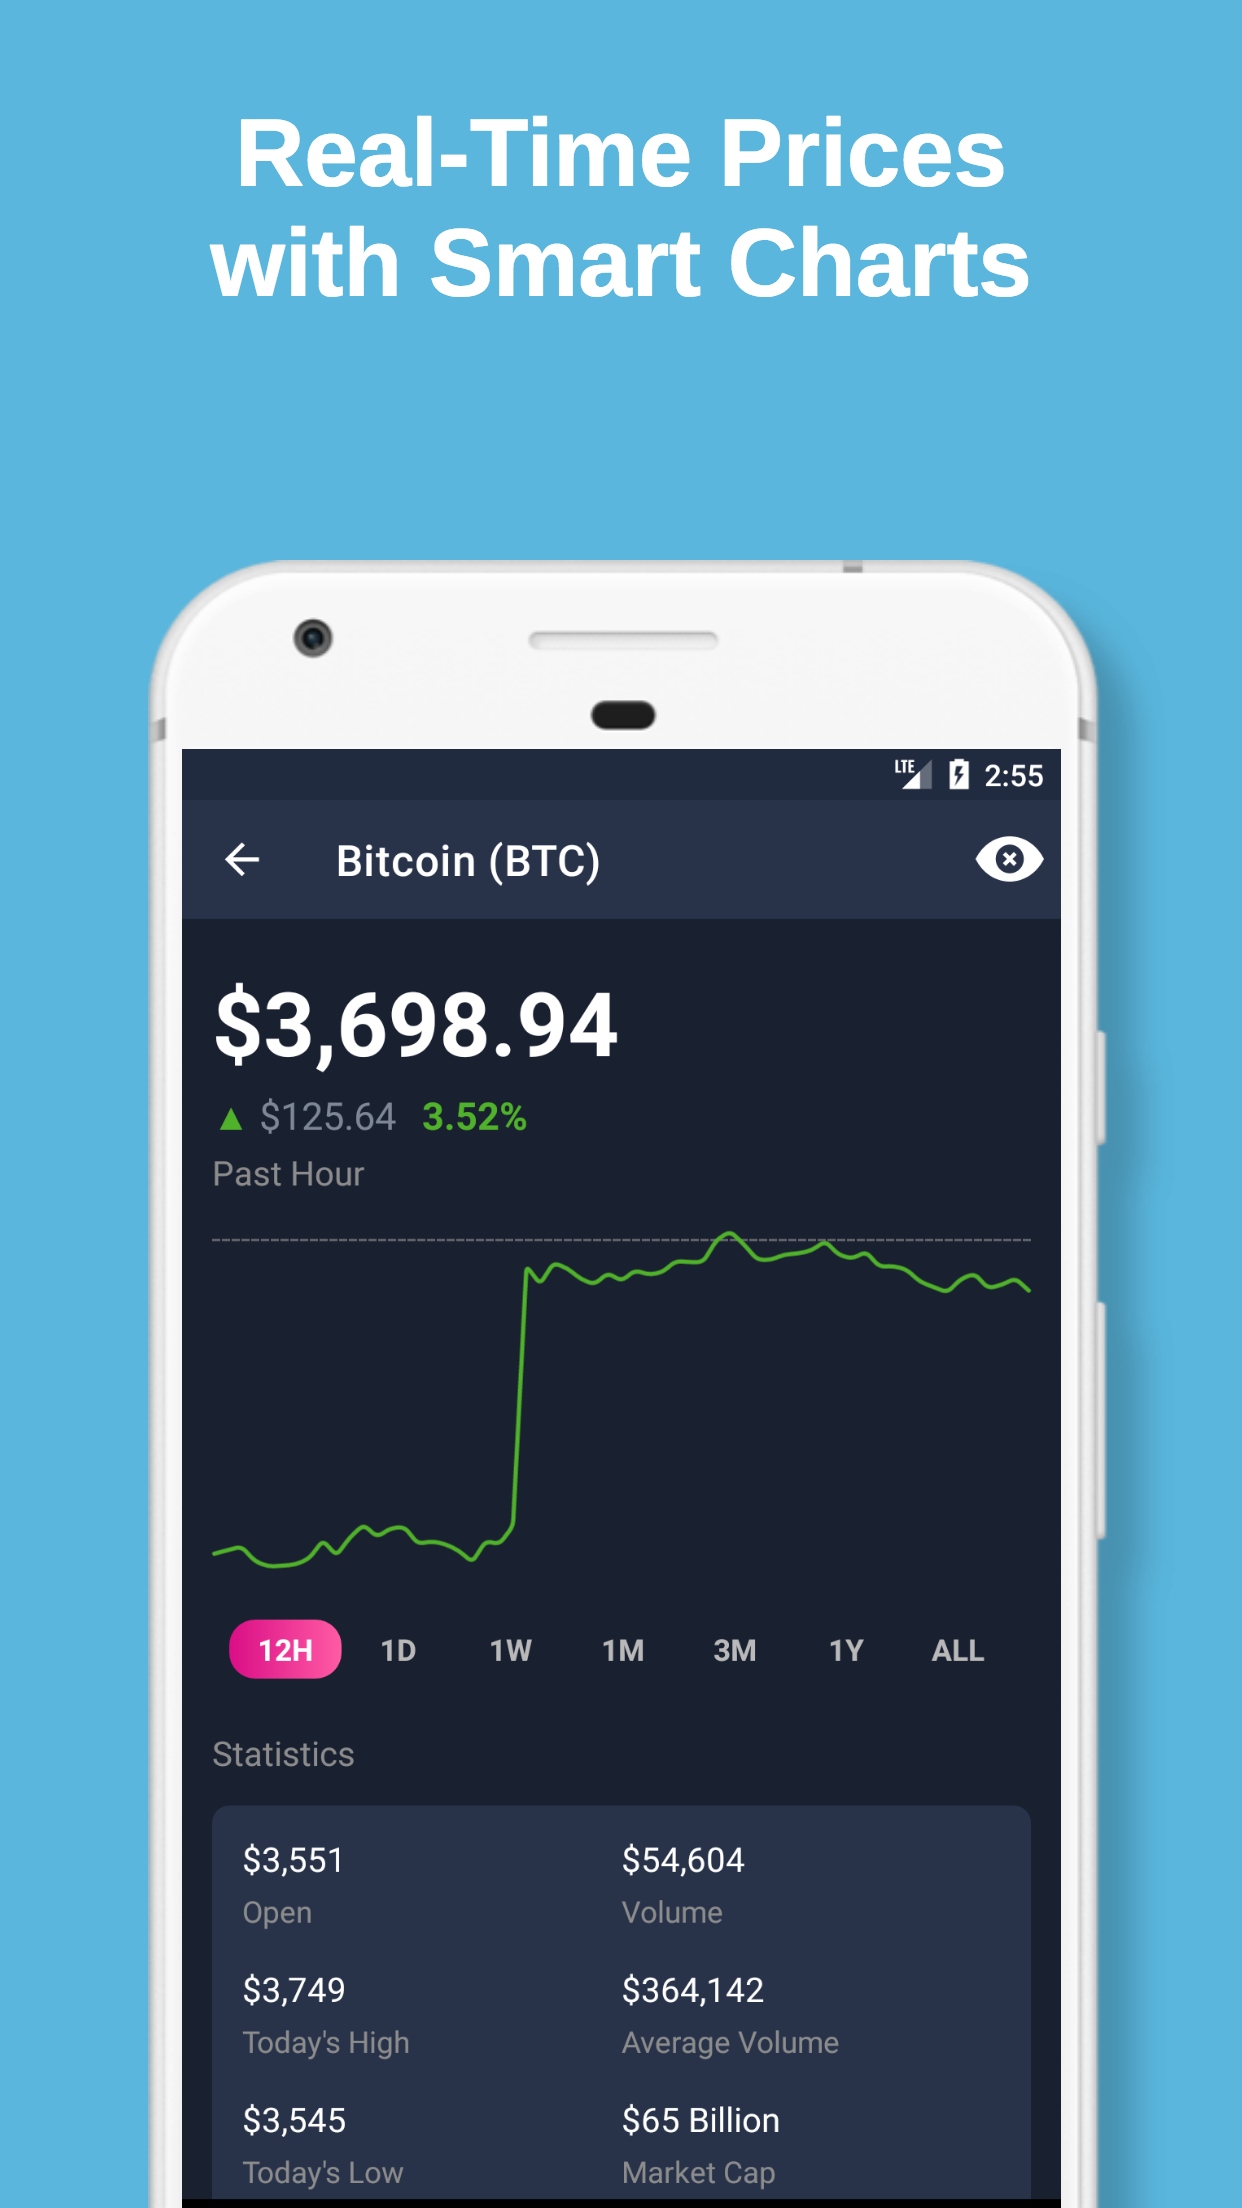 Real-Time Prices
with Smart Charts
LTE 2:55
Bitcoin (BTC)
$3,698.94
▲ $125.64 3.52%
Past Hour
12H 1D 1W 1M 3M 1Y ALL
Statistics
$3,551 $54,604
Open Volume
$3,749 $364,142
Today's High Average Volume
$3,545 $65 Billion
Today's Low Market Cap